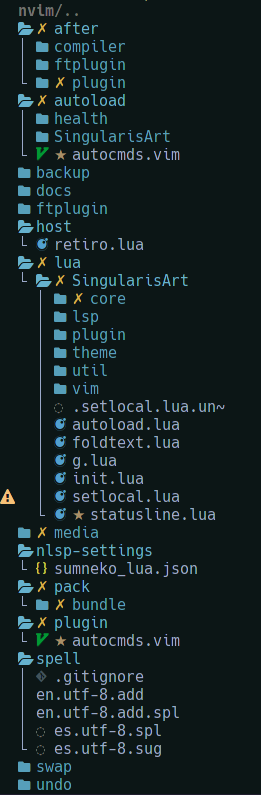 nvim/..
after
compiler
ftplugin
plugin
autoload
health
SingularisArt
autocmds.vim
backup
docs
ftplugin
host
retiro.lua
lua
SingularisArt
core
lsp
plugin
theme
util
vim
.setlocal.lua.un~
autoload.lua
foldtext.lua
g.lua
init.lua
setlocal.lua
statusline.lua
media
nlsp-settings
sumneko_lua.json
pack
bundle
plugin
autocmds.vim
spell
.gitignore
en.utf-8.add
en.utf-8.add.spl
es.utf-8.spl
es.utf-8.sug
swap
undo